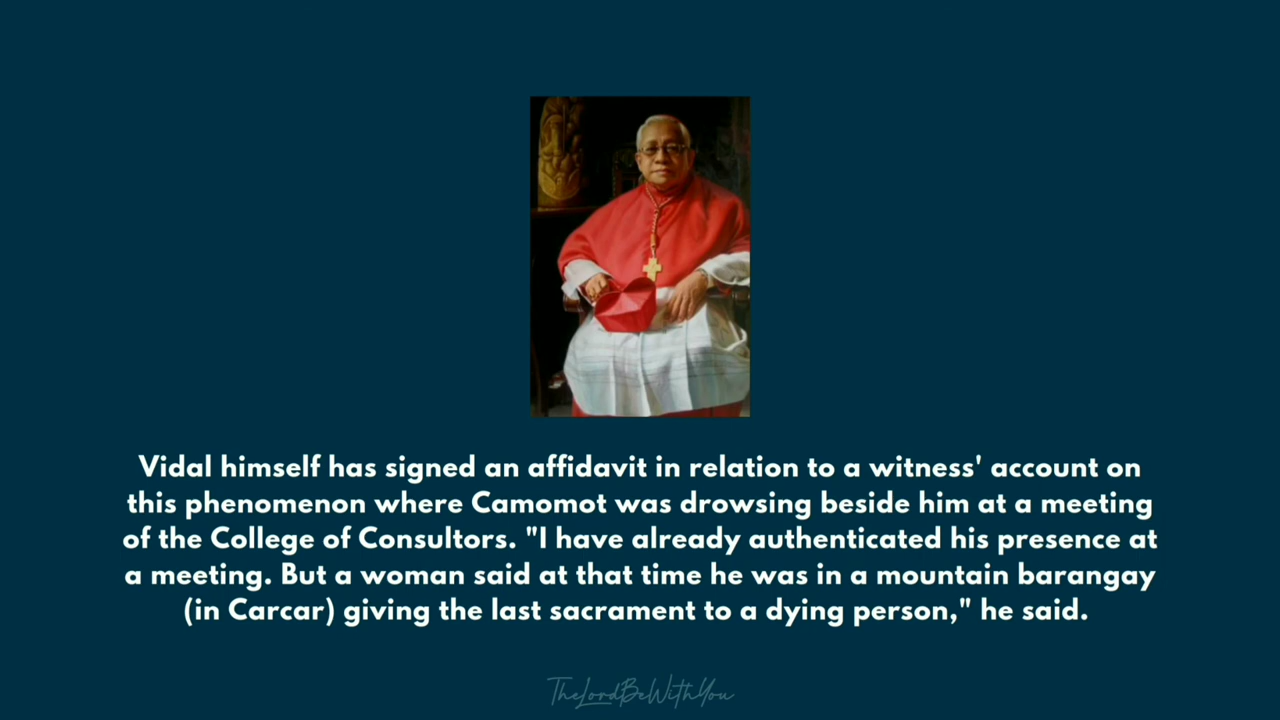 Vidal himself has signed an affidavit in relation to a witness' account on
this phenomenon where Camomot was drowsing beside him at a meeting
of the College of Consultors. "I have already authenticated his presence at
a meeting. But a woman said at that time he was in a mountain barangay
(in Carcar) giving the last sacrament to a dying person," he said.
TheLordBeWithYou